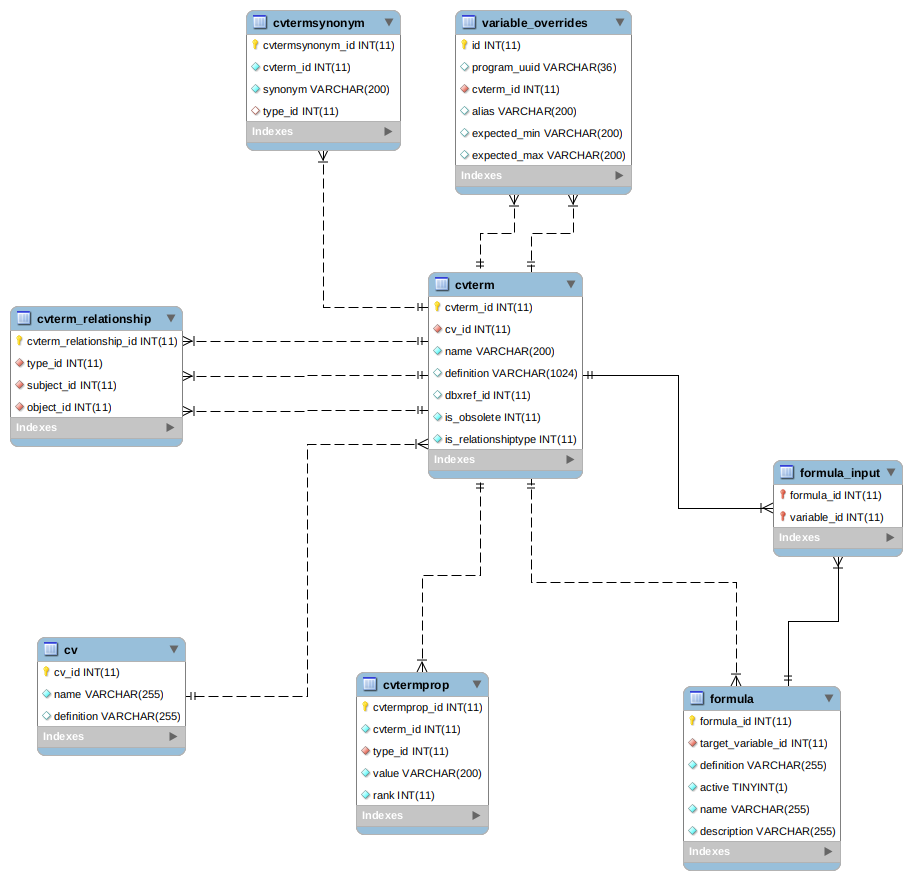 cvtermsynonym
cvtermsynonym_id INT(11)
cvterm_id INT(11)
synonym VARCHAR(200)
type_id INT(11)
Indexes
variable_overrides
id INT(11)
program_uuid VARCHAR(36)
cvterm_id INT(11)
alias VARCHAR(200)
expected_min VARCHAR(200)
expected_max VARCHAR(200)
Indexes
cvterm
cvterm_id INT(11)
cv_id INT(11)
name VARCHAR(200)
definition VARCHAR(1024)
dbxref_id INT(11)
is_obsolete INT(11)
is_relationshiptype INT(11)
Indexes
cvterm_relationship
cvterm_relationship_id INT(11)
type_id INT(11)
subject_id INT(11)
object_id INT(11)
Indexes
formula_input
formula_id INT(11)
variable_id INT(11)
Indexes
cv
cv_id INT(11)
name VARCHAR(255)
definition VARCHAR(255)
Indexes
cvtermprop
cvtermprop_id INT(11)
cvterm_id INT(11)
type_id INT(11)
value VARCHAR(200)
rank INT(11)
Indexes
formula
formula_id INT(11)
target_variable_id INT(11)
definition VARCHAR(255)
active TINYINT(1)
name VARCHAR(255)
description VARCHAR(255)
Indexes